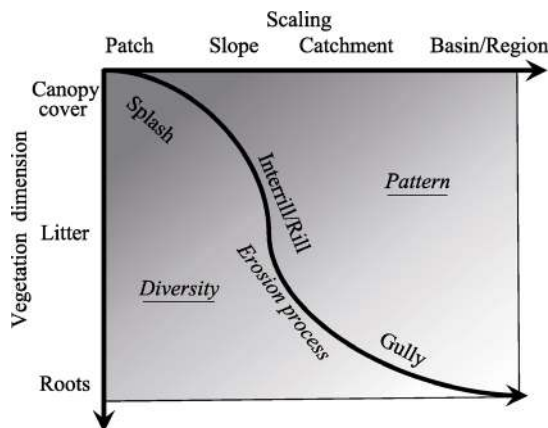 Scaling
Patch Slope Catchment Basin/Region
Canopy
cover
Splash
Interrill/Rill
Pattern
Vegetation dimension
Litter
Diversity
Erosion process
Gully
Roots